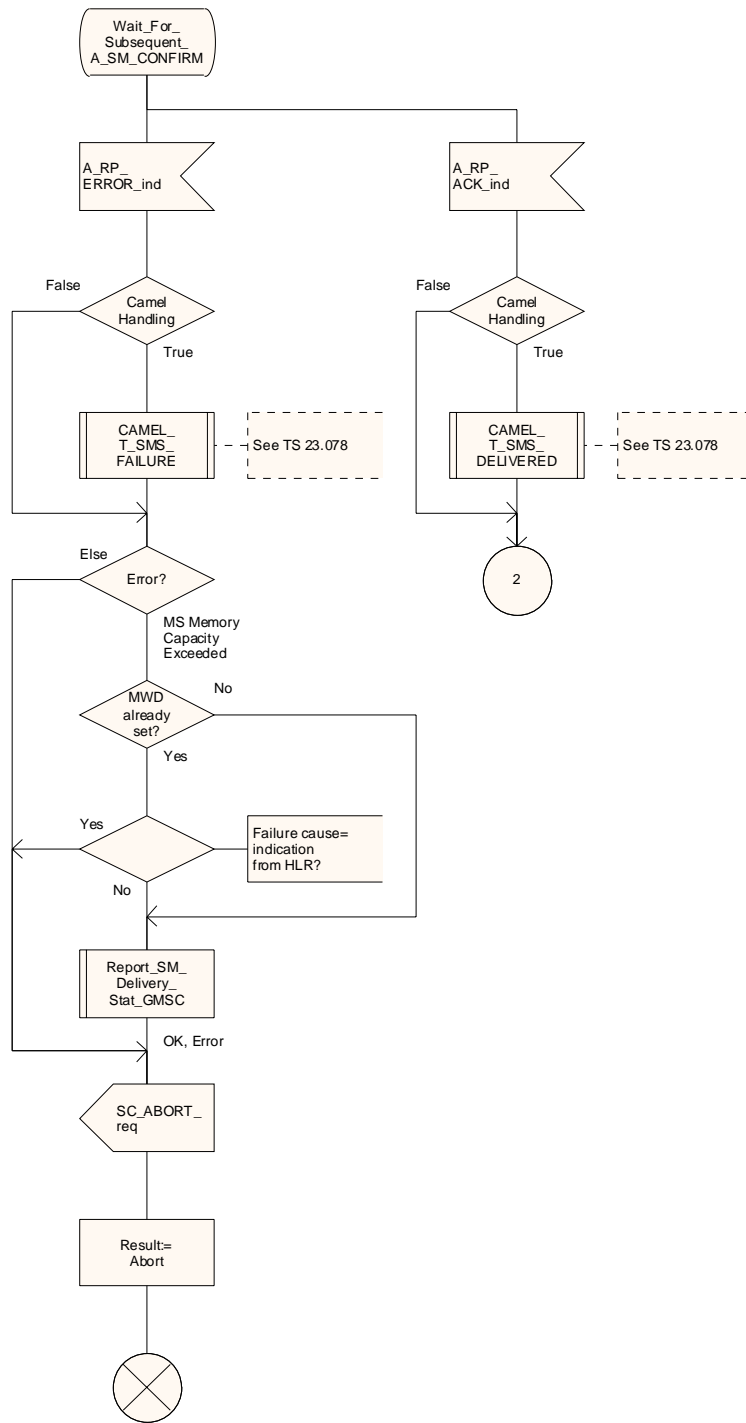 Wait_For_
Subsequent_
A_SM_CONFIRM
A_RP_
ERROR_ind
A_RP_
ACK_ind
False
Camel
Handling
True
False
Camel
Handling
True
CAMEL_
T_SMS_
FAILURE
See TS 23.078
CAMEL_
T_SMS_
DELIVERED
See TS 23.078
Else
Error?
2
MS Memory
Capacity
Exceeded
MWD
already
set?
No
Yes
Yes
Failure cause=
indication
from HLR?
No
Report_SM_
Delivery_
Stat_GMSC
OK, Error
SC_ABORT_
req
Result:=
Abort